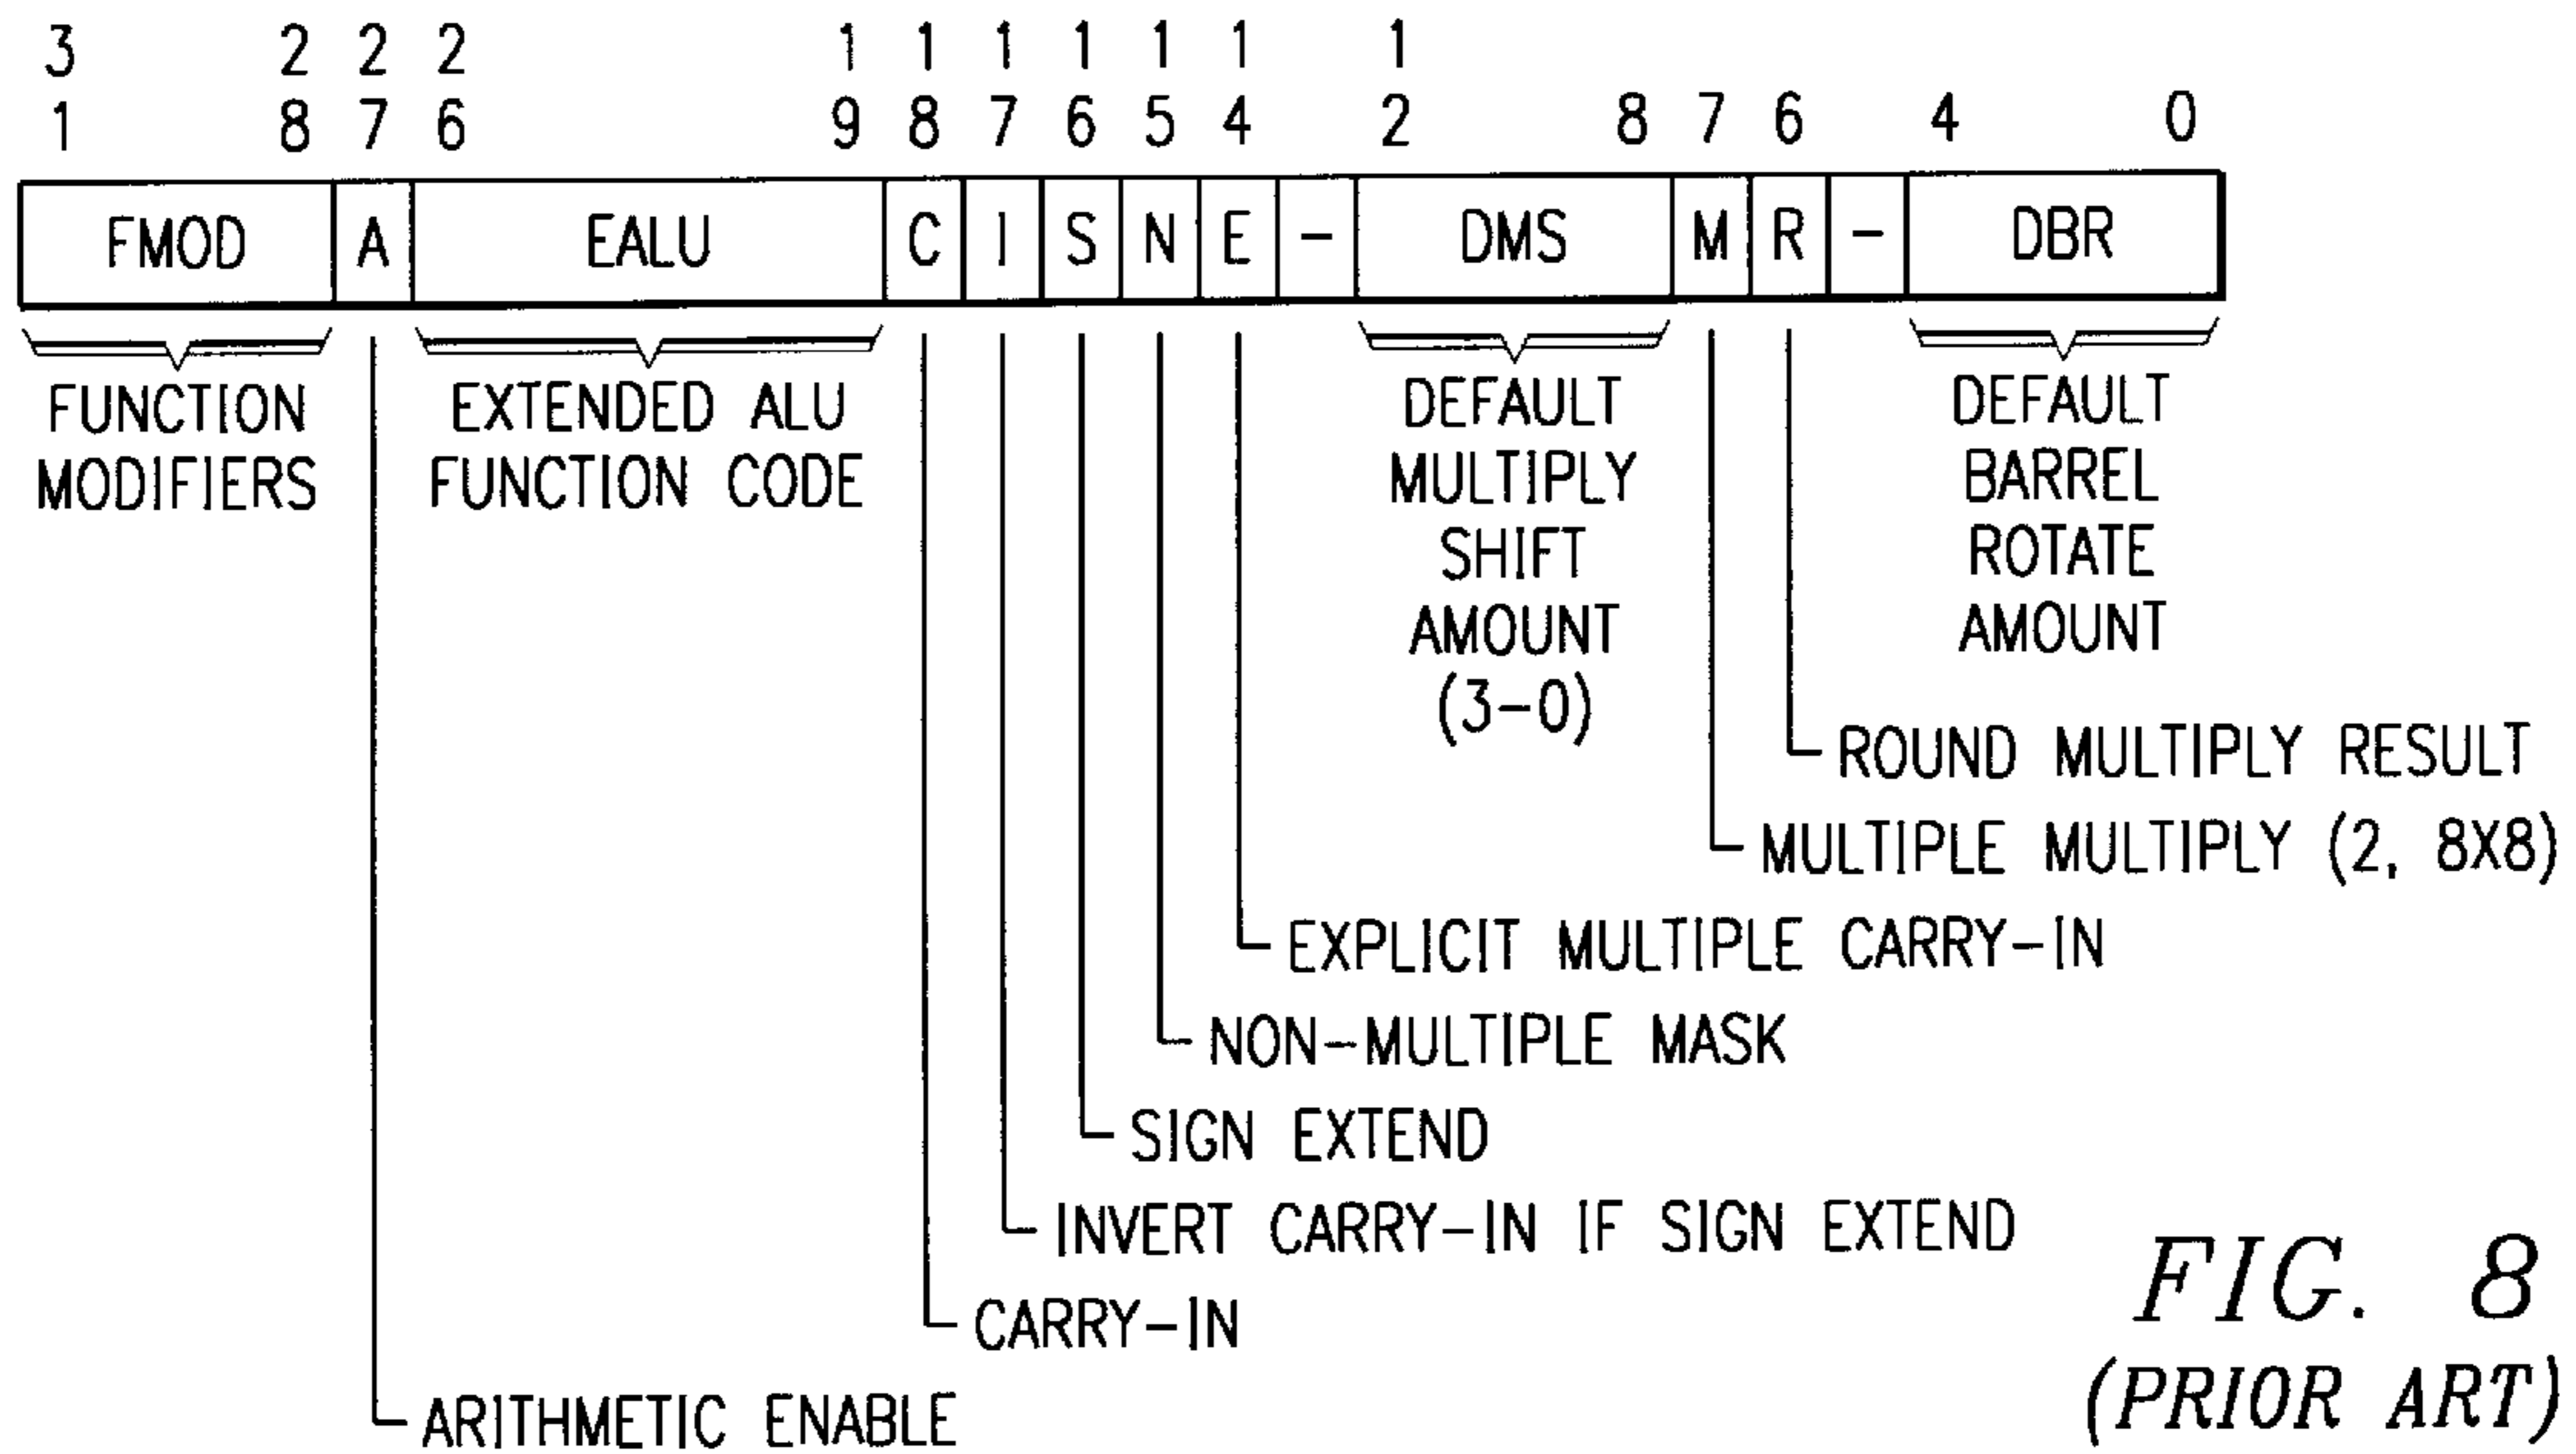 3 2 2 2 1 1 1 1 1 1 1
1 8 7 6 9 8 7 6 5 4 2 8 7 6 4 0
FMOD A EALU C I S N E - DMS M R - DBR
FUNCTION
MODIFIERS
EXTENDED ALU
FUNCTION CODE
DEFAULT
MULTIPLY
SHIFT
AMOUNT
(3-0)
DEFAULT
BARREL
ROTATE
AMOUNT
ROUND MULTIPLY RESULT
MULTIPLE MULTIPLY (2, 8X8)
EXPLICIT MULTIPLE CARRY-IN
NON-MULTIPLE MASK
SIGN EXTEND
INVERT CARRY-IN IF SIGN EXTEND
CARRY-IN
ARITHMETIC ENABLE
FIG. 8
(PRIOR ART)